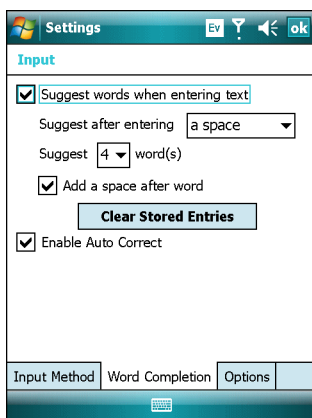 Settings Ev ok
Input
Suggest words when entering text
Suggest after entering a space
Suggest 4 word(s)
Add a space after word
Clear Stored Entries
Enable Auto Correct
Input Method Word Completion Options